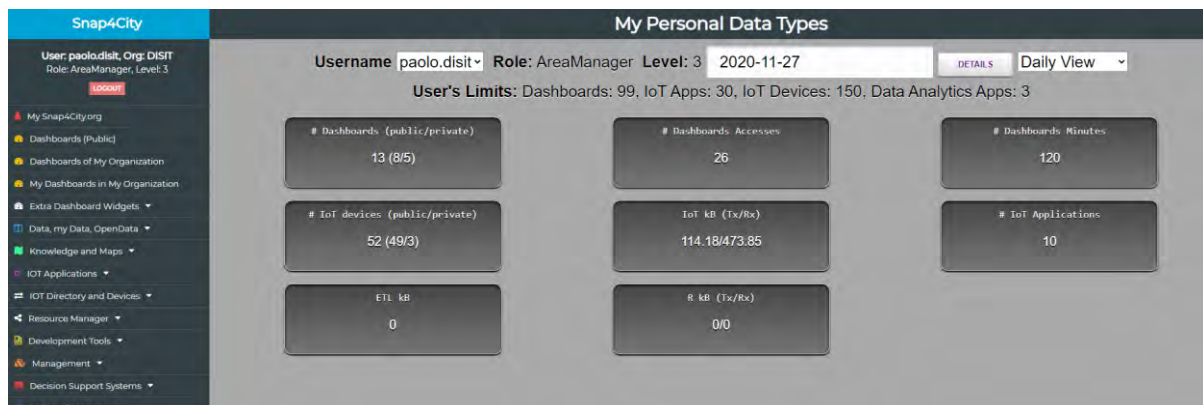 Snap4City
User: paolo.disit, Org: DISIT
Role: AreaManager, Level: 3
LOGOUT
My Snap4City.org
Dashboards (Public)
Dashboards of My Organization
My Dashboards in My Organization
Extra Dashboard Widgets
Data, my Data, OpenData
Knowledge and Maps
IOT Applications
IOT Directory and Devices
Resource Manager
Development Tools
Management
Decision Support Systems
My Personal Data Types
Username paolo.disit Role: AreaManager Level: 3 2020-11-27 DETAILS Daily View
User's Limits: Dashboards: 99, IoT Apps: 30, IoT Devices: 150, Data Analytics Apps: 3
# Dashboards (public/private)
13 (8/5)
# Dashboards Accesses
26
# Dashboards Minutes
120
# IoT devices (public/private)
52 (49/3)
IoT kB (Tx/Rx)
114.18/473.85
# IoT Applications
10
ETL kB
0
R kB (Tx/Rx)
0/0